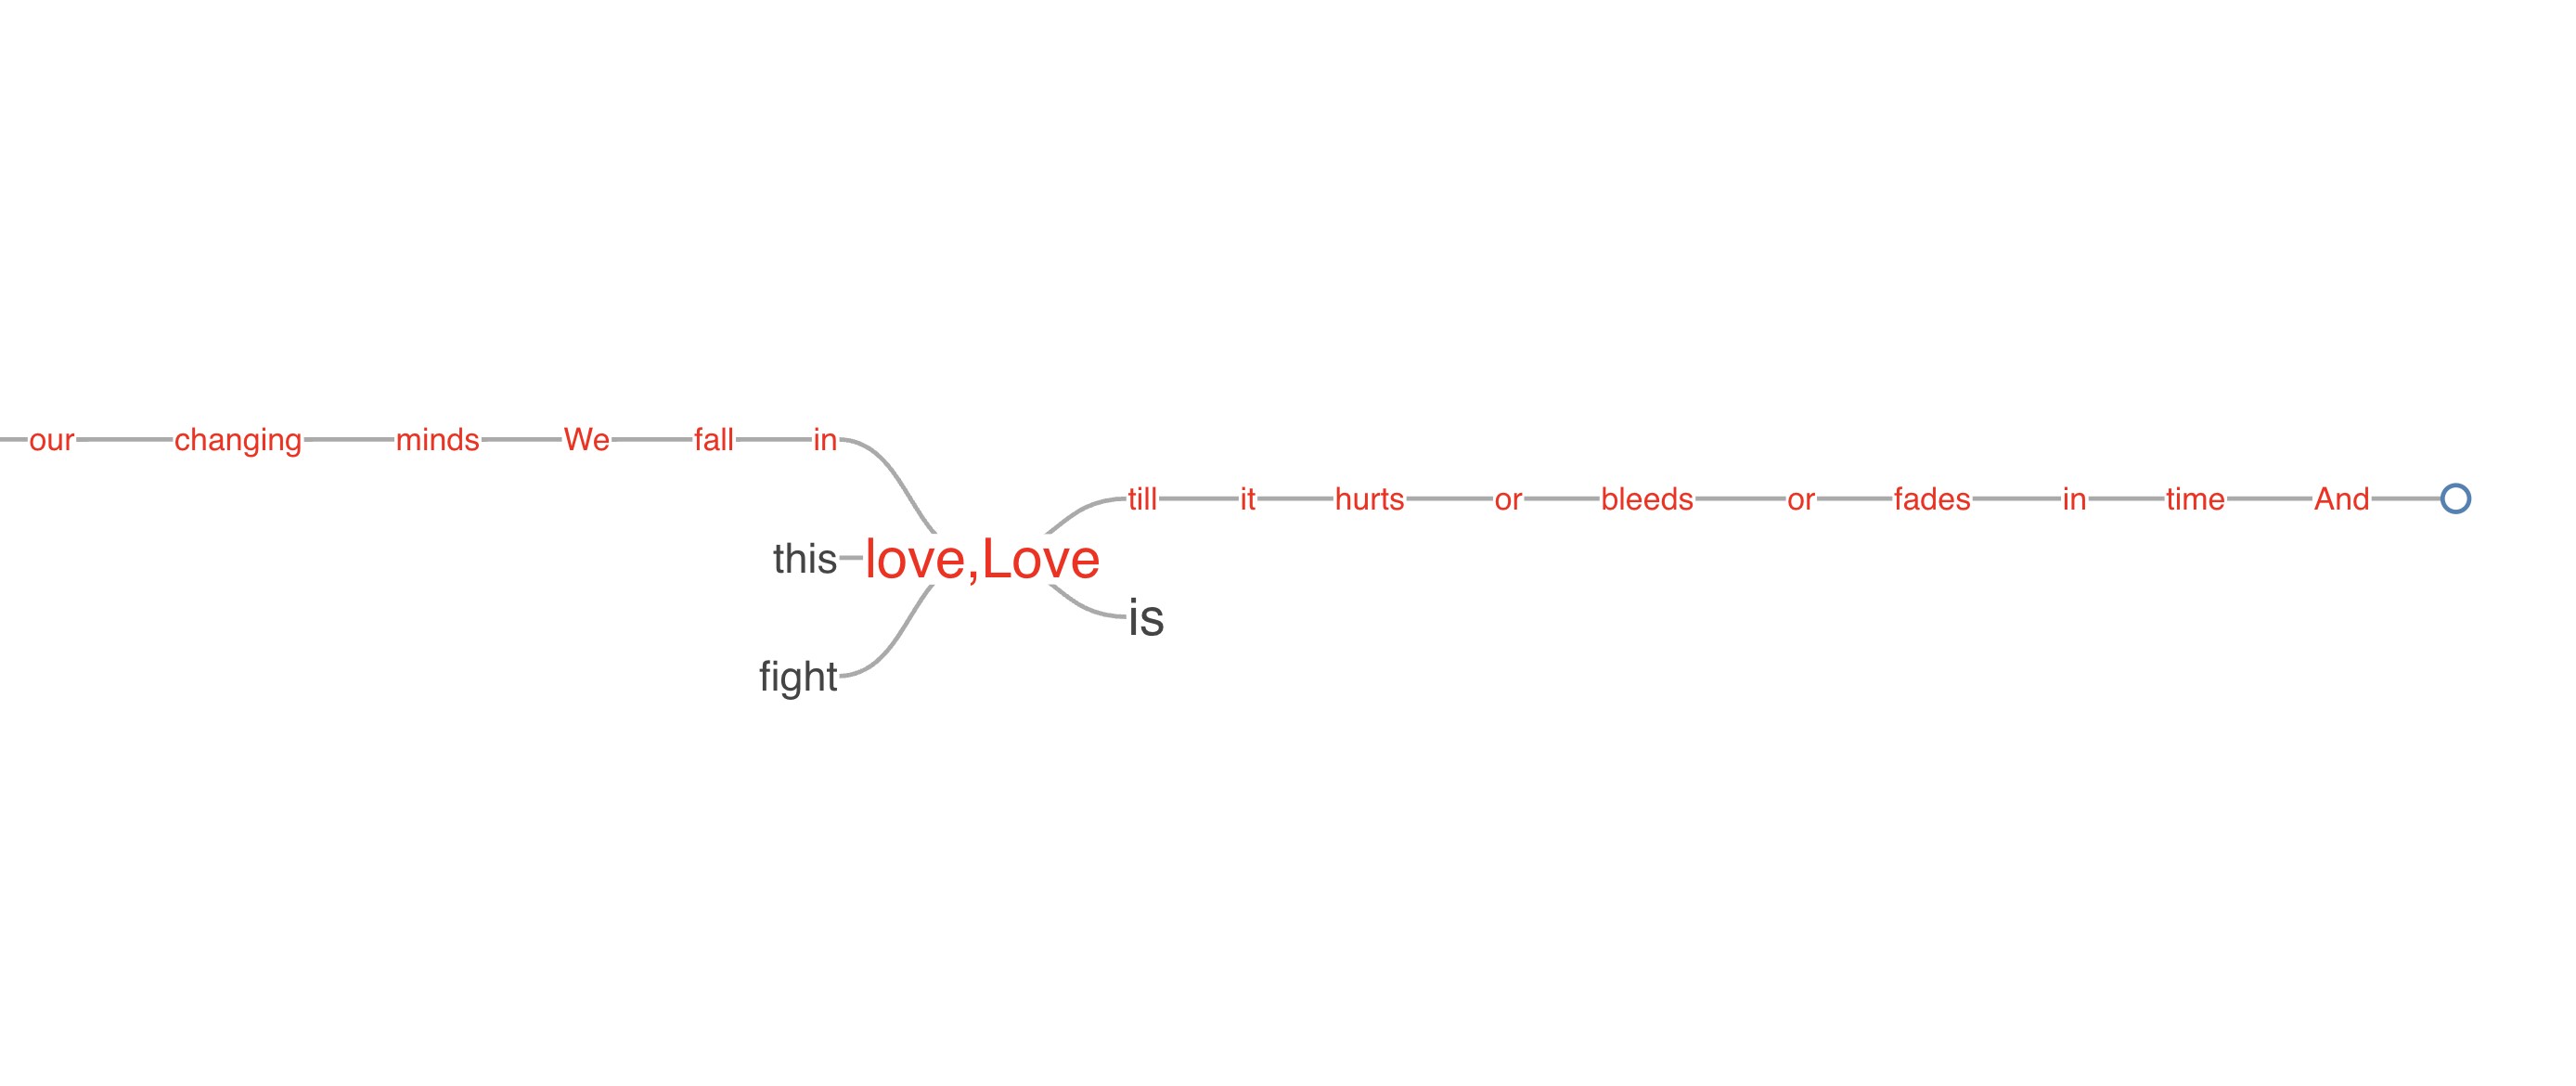 our changing minds We fall in
till it hurts or bleeds or fades in time And
this love,Love
is
fight